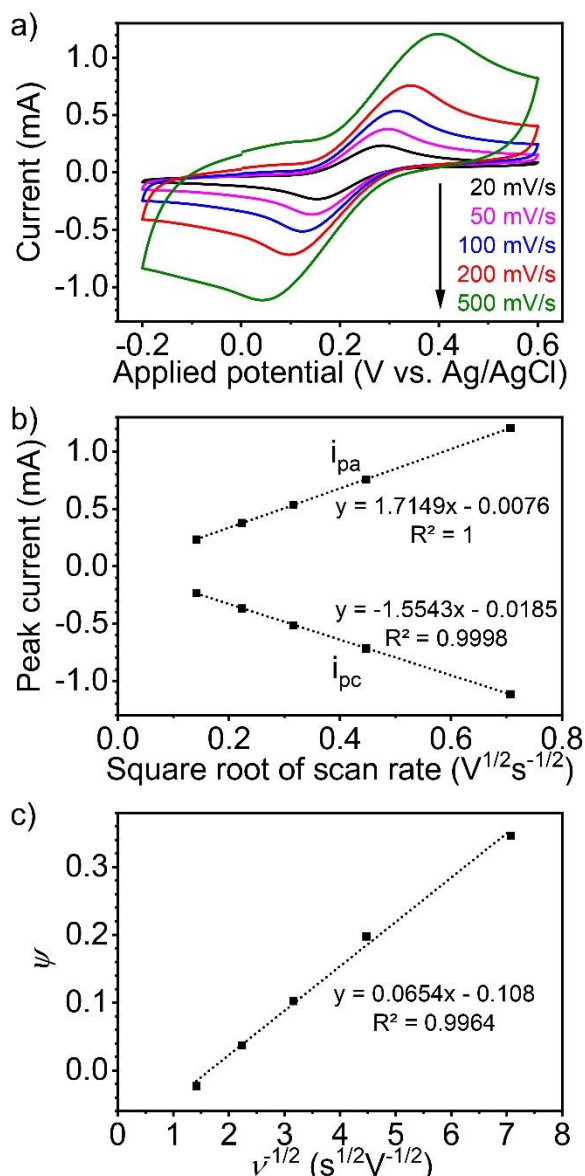 a)
1.0
0.5
0.0
-0.5
-1.0
Current (mA)
20 mV/s
50 mV/s
100 mV/s
200 mV/s
500 mV/s
-0.2 0.0 0.2 0.4 0.6
Applied potential (V vs. Ag/AgCl)
b)
1.0
0.5
0.0
-0.5
-1.0
Peak current (mA)
i_pa
y = 1.7149x - 0.0076
R² = 1
y = -1.5543x - 0.0185
R² = 0.9998
i_pc
0.0 0.2 0.4 0.6 0.8
Square root of scan rate (V^1/2s^-1/2)
c)
0.3
0.2
0.1
0.0
ψ
y = 0.0654x - 0.108
R² = 0.9964
0 1 2 3 4 5 6 7 8
ν^-1/2 (s^1/2V^-1/2)